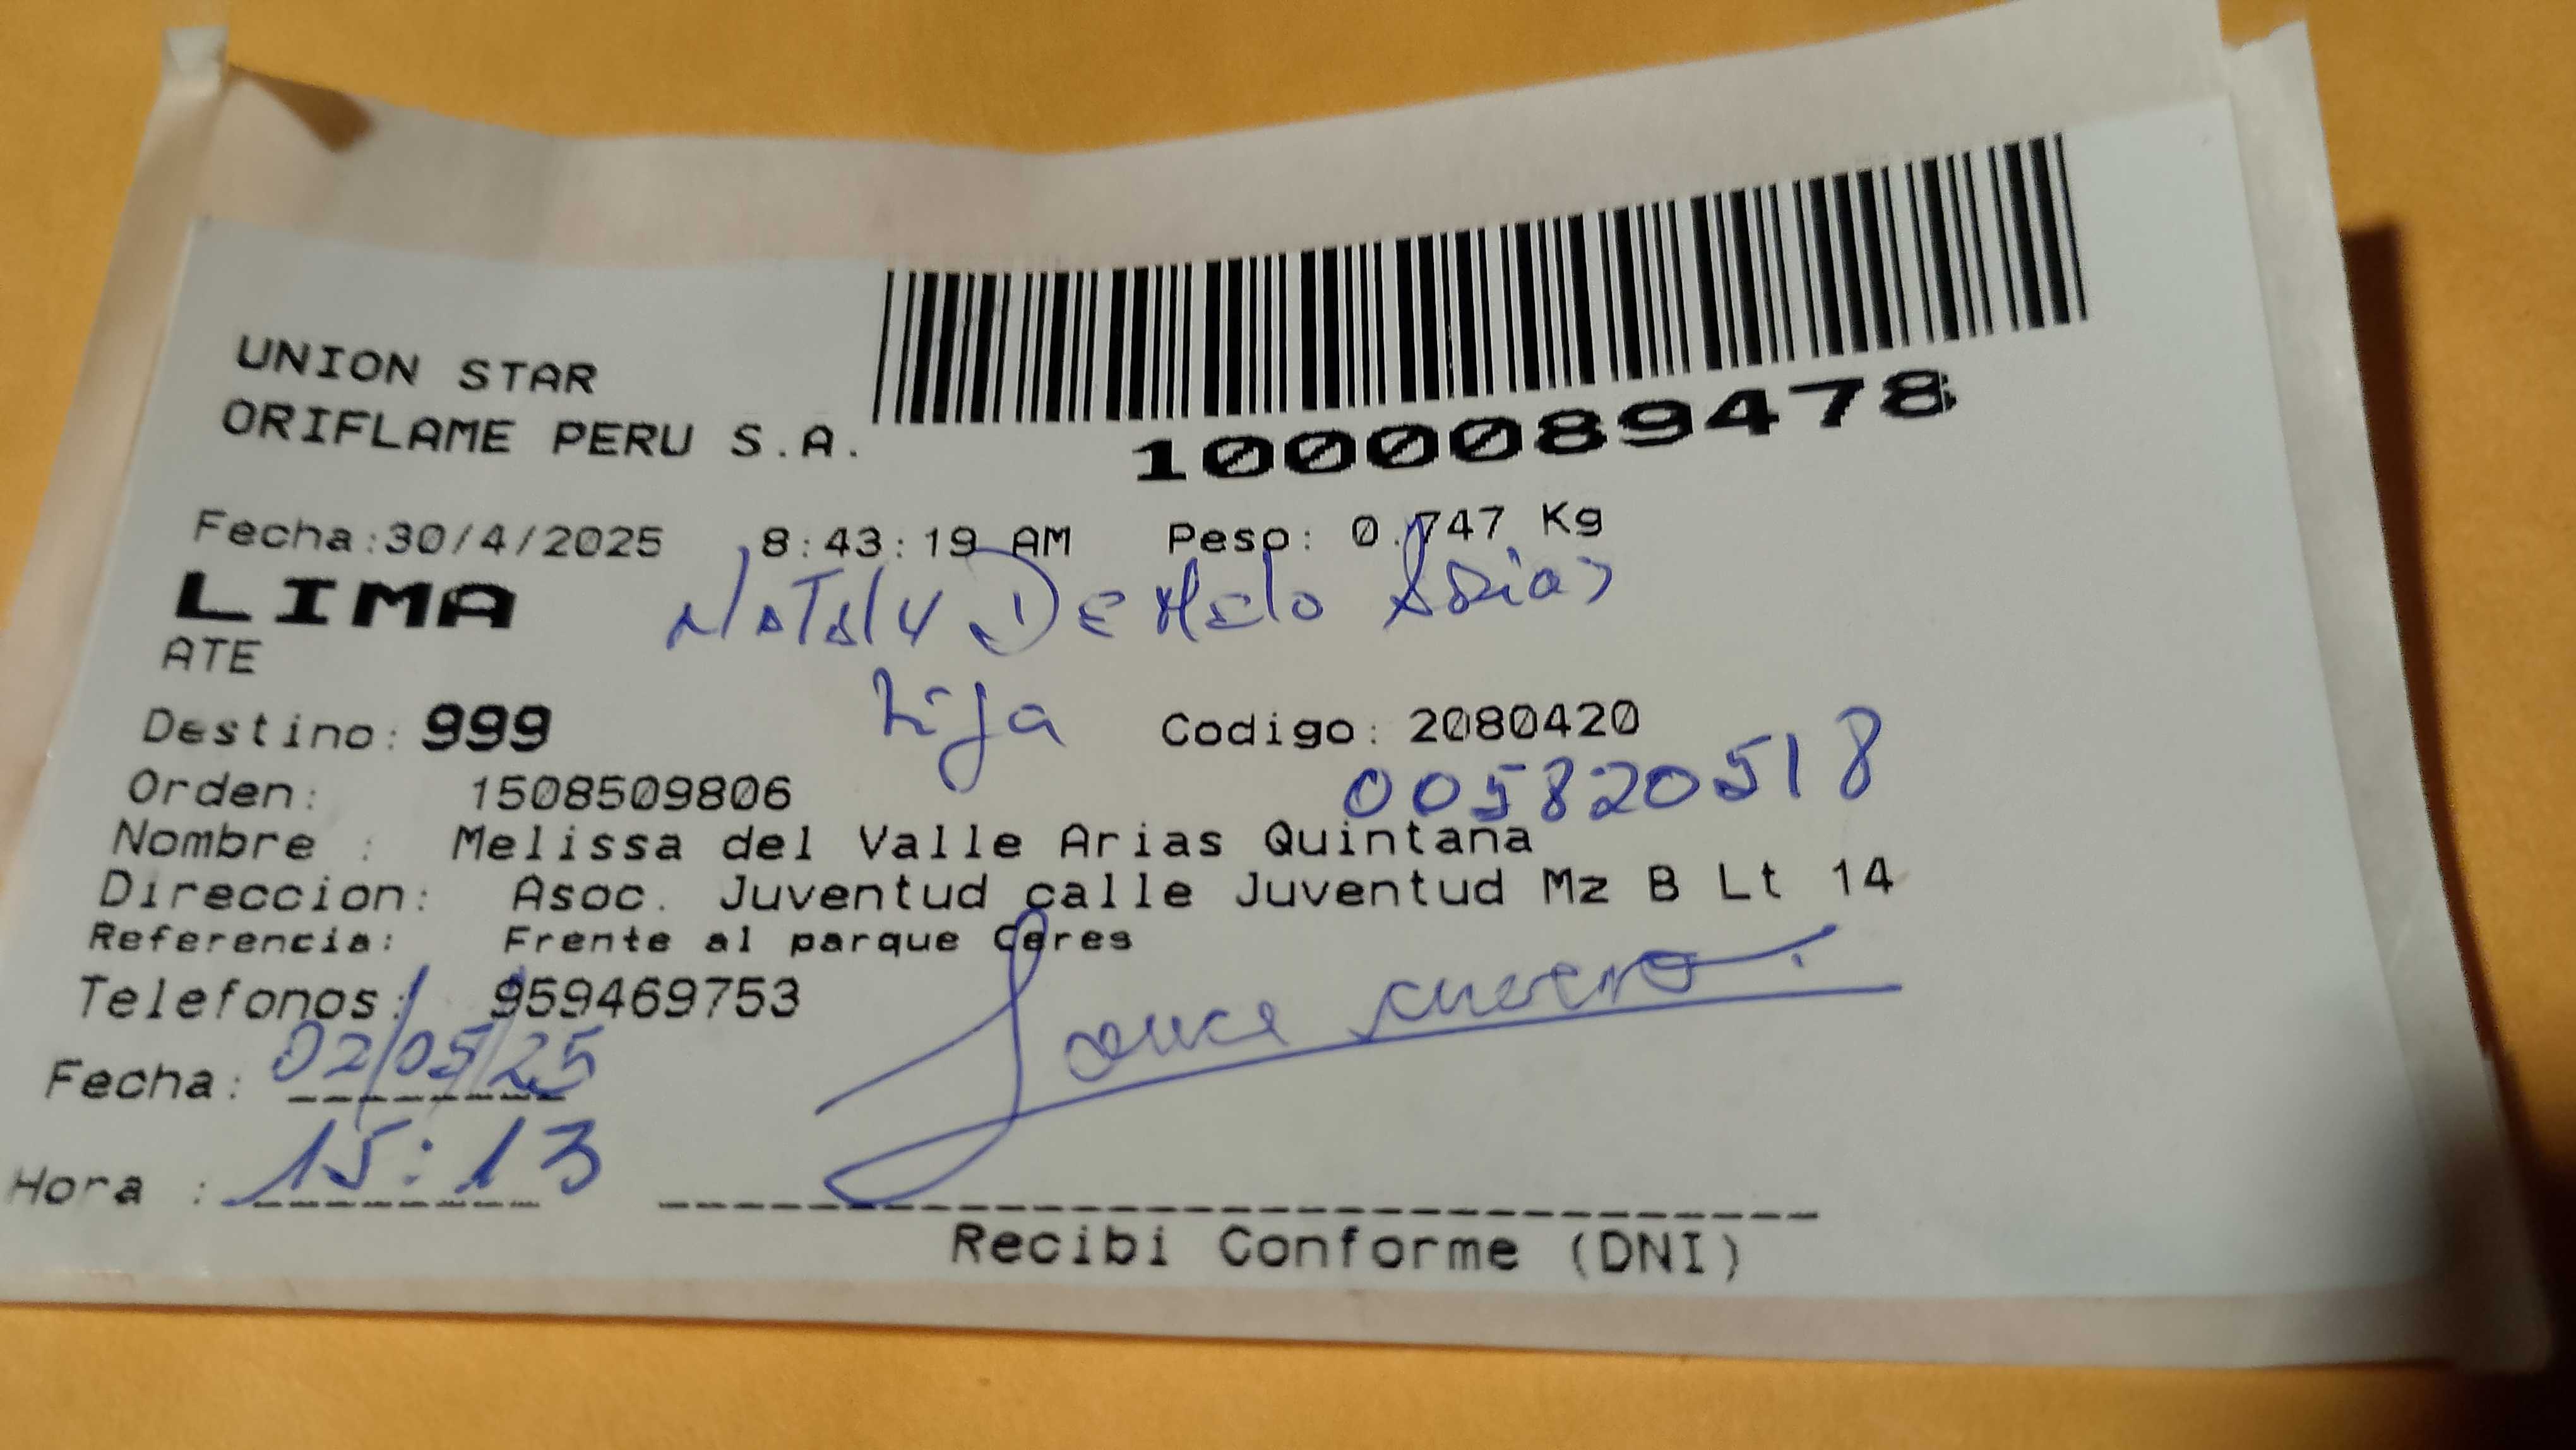 UNION STAR
ORIFLAME PERU S.A.
1000089478
Fecha:30/4/2025 8:43:19 AM Peso: 0.747 Kg
LIMA
Nataly De Melo Arias
ATE
hija
Destino: 999 Codigo: 2080420
005820518
Orden: 1508509806
Nombre : Melissa del Valle Arias Quintana
Direccion: Asoc. Juventud calle Juventud Mz B Lt 14
Referencia: Frente al parque Ceres
Telefonos: 959469753
Fecha: 02/05/25
Hora : 15:13
Recibi Conforme (DNI)